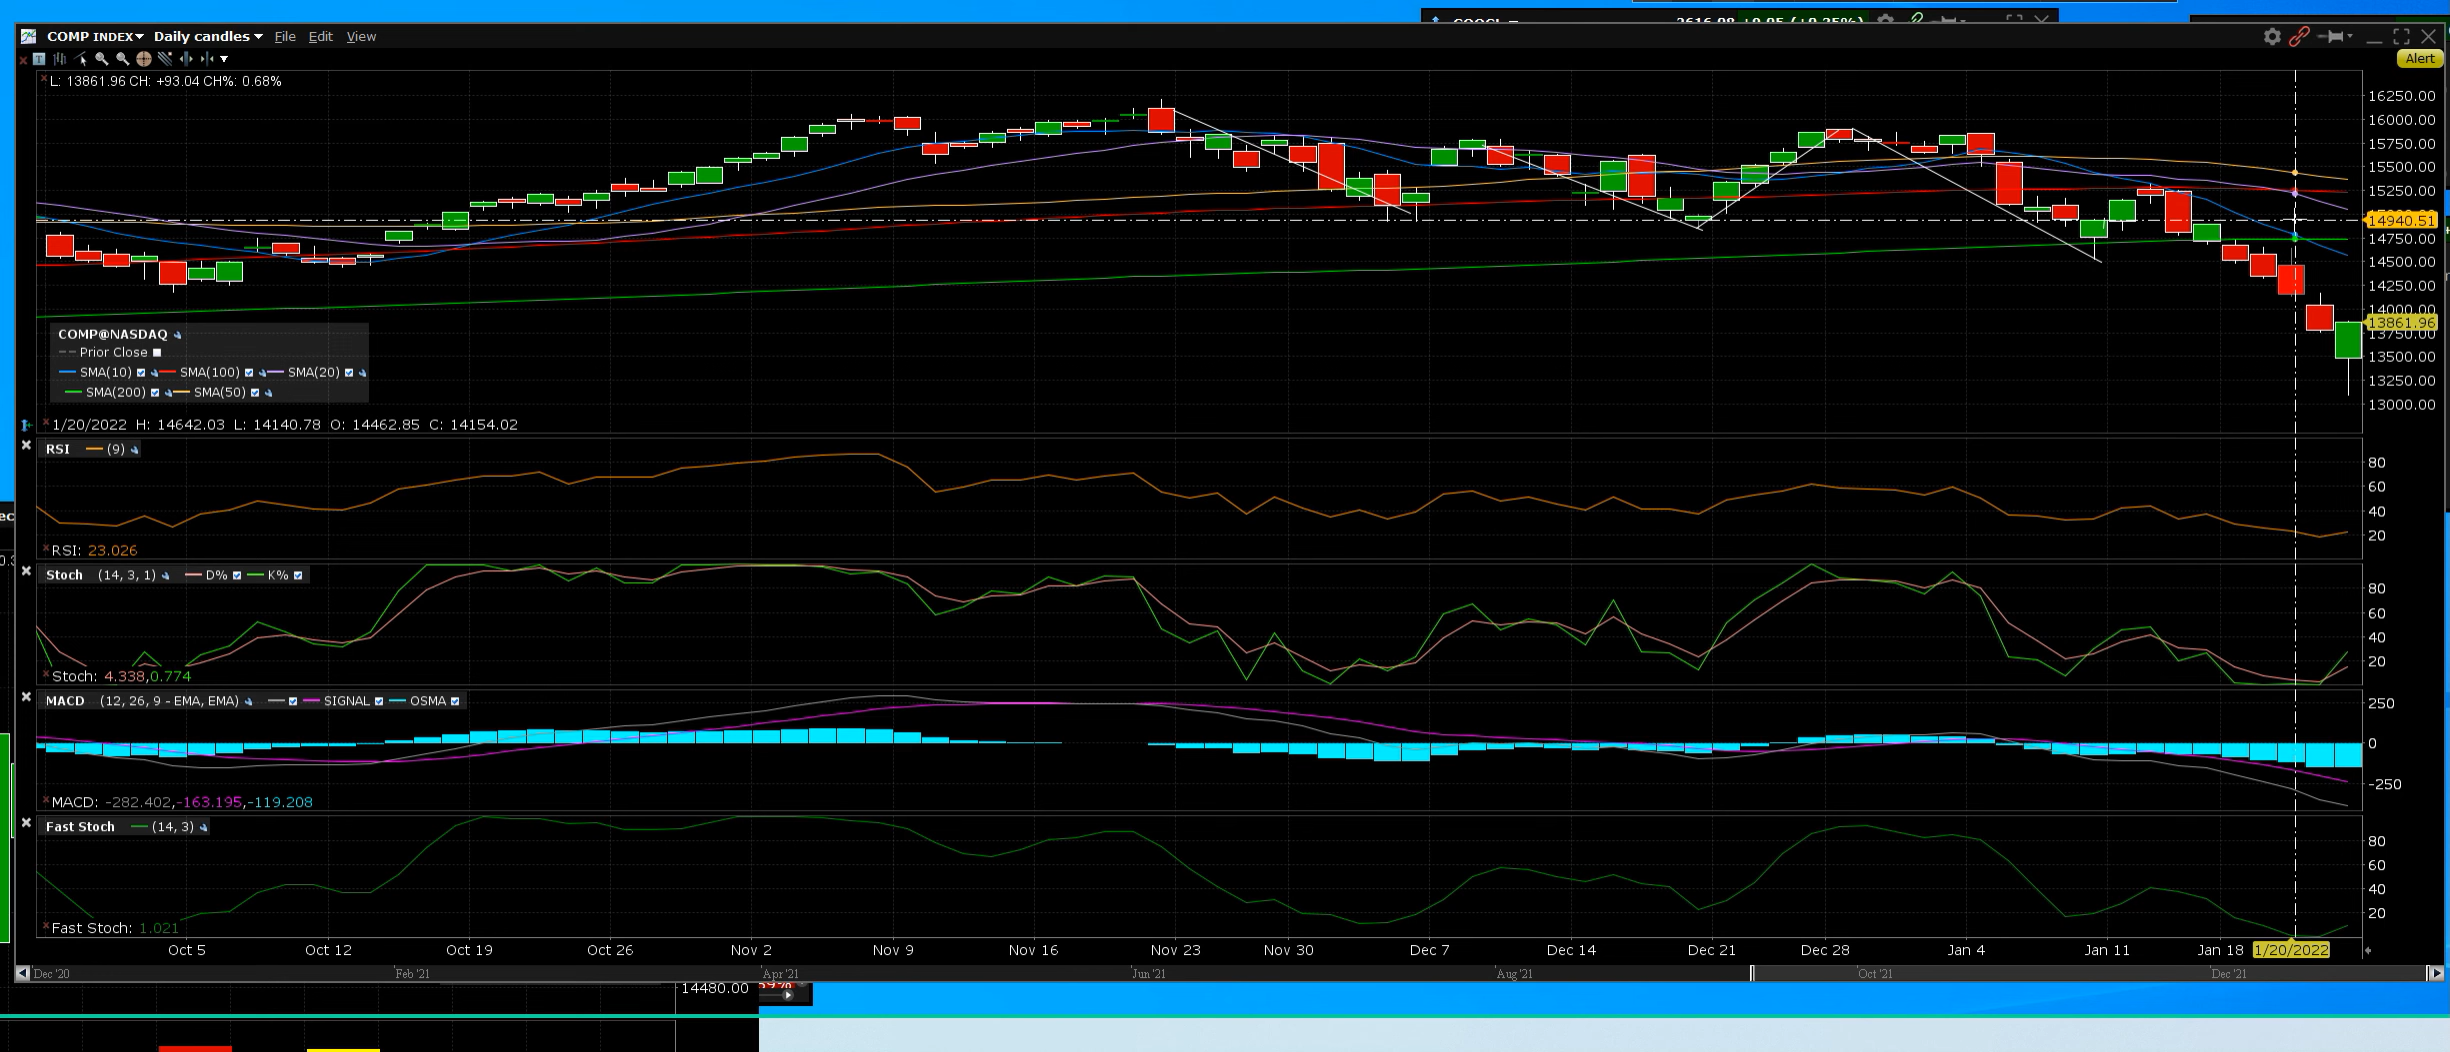 COMP INDEX Daily candles File Edit View
Alert
L: 13861.96 CH: +93.04 CH%: 0.68%
16250.00
16000.00
15750.00
15500.00
15250.00
14940.51
14750.00
14500.00
14250.00
14000.00
13861.96
13750.00
13500.00
13250.00
13000.00
COMP@NASDAQ
Prior Close
SMA(10) SMA(100) SMA(20)
SMA(200) SMA(50)
1/20/2022 H: 14642.03 L: 14140.78 O: 14462.85 C: 14154.02
RSI (9)
80
60
40
20
RSI: 23.026
Stoch (14, 3, 1) D% K%
80
60
40
20
Stoch: 4.338,0.774
MACD (12, 26, 9 - EMA, EMA) SIGNAL OSMA
250
0
-250
MACD: -282.402,-163.195,-119.208
Fast Stoch (14, 3)
80
60
40
20
Fast Stoch: 1.021
Oct 5 Oct 12 Oct 19 Oct 26 Nov 2 Nov 9 Nov 16 Nov 23 Nov 30 Dec 7 Dec 14 Dec 21 Dec 28 Jan 4 Jan 11 Jan 18 1/20/2022
Dec '20 Feb '21 Apr '21 Jun '21 Aug '21 Oct '21 Dec '21
14480.00